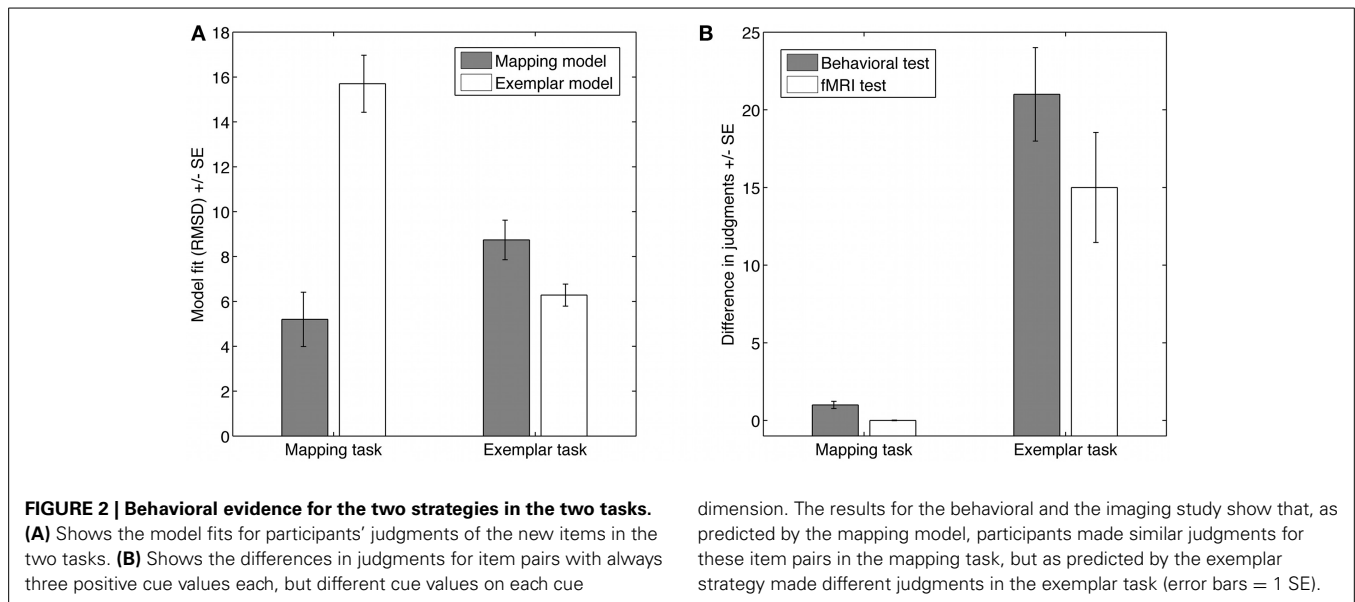 A
18
16
14
12
10
8
6
4
2
0
Model fit (RMSD) +/- SE
Mapping model
Exemplar model
Mapping task
Exemplar task
B
25
20
15
10
5
0
Difference in judgments +/- SE
Behavioral test
fMRI test
Mapping task
Exemplar task
FIGURE 2 | Behavioral evidence for the two strategies in the two tasks.
(A) Shows the model fits for participants’ judgments of the new items in the
two tasks. (B) Shows the differences in judgments for item pairs with always
three positive cue values each, but different cue values on each cue
dimension. The results for the behavioral and the imaging study show that, as
predicted by the mapping model, participants made similar judgments for
these item pairs in the mapping task, but as predicted by the exemplar
strategy made different judgments in the exemplar task (error bars = 1 SE).